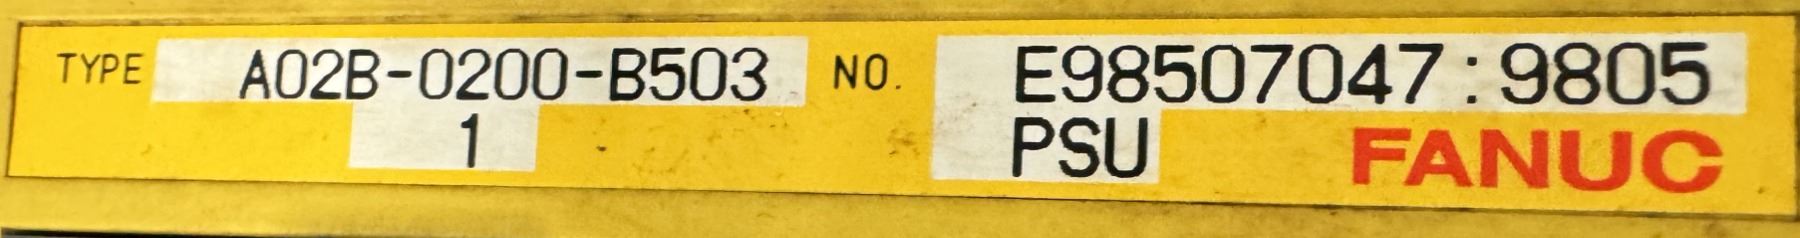 TYPE A02B-0200-B503 NO. E98507047:9805
1 PSU FANUC